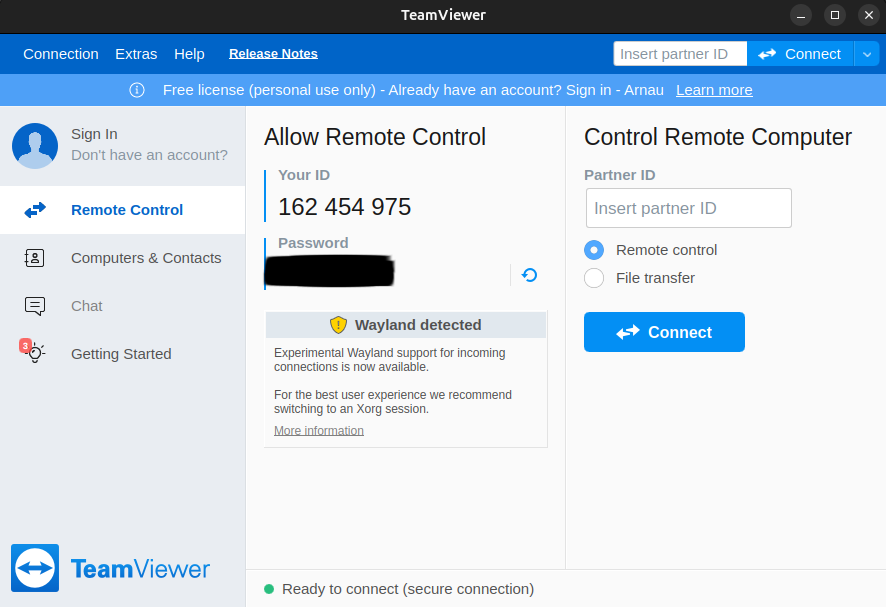 TeamViewer
Connection Extras Help Release Notes
Insert partner ID
Connect
Free license (personal use only) - Already have an account? Sign in - Arnau Learn more
Sign In
Don't have an account?
Remote Control
Computers & Contacts
Chat
3
Getting Started
TeamViewer
Allow Remote Control
Your ID
162 454 975
Password
Wayland detected
Experimental Wayland support for incoming
connections is now available.
For the best user experience we recommend
switching to an Xorg session.
More information
Control Remote Computer
Partner ID
Insert partner ID
Remote control
File transfer
Connect
Ready to connect (secure connection)